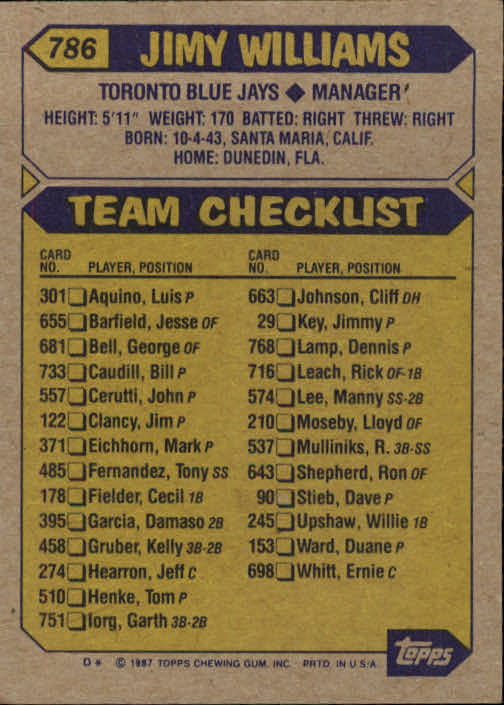 786 JIMY WILLIAMS
TORONTO BLUE JAYS ◆ MANAGER
HEIGHT: 5'11" WEIGHT: 170 BATTED: RIGHT THREW: RIGHT
BORN: 10-4-43, SANTA MARIA, CALIF.
HOME: DUNEDIN, FLA.
TEAM CHECKLIST
CARD NO. PLAYER, POSITION
301 Aquino, Luis P
655 Barfield, Jesse OF
681 Bell, George OF
733 Caudill, Bill P
557 Cerutti, John P
122 Clancy, Jim P
371 Eichhorn, Mark P
485 Fernandez, Tony SS
178 Fielder, Cecil 1B
395 Garcia, Damaso 2B
458 Gruber, Kelly 3B-2B
274 Hearron, Jeff C
510 Henke, Tom P
751 Iorg, Garth 3B-2B
CARD NO. PLAYER, POSITION
663 Johnson, Cliff DH
29 Key, Jimmy P
768 Lamp, Dennis P
716 Leach, Rick OF-1B
574 Lee, Manny SS-2B
210 Moseby, Lloyd OF
537 Mulliniks, R. 3B-SS
643 Shepherd, Ron OF
90 Stieb, Dave P
245 Upshaw, Willie 1B
153 Ward, Duane P
698 Whitt, Ernie C
D* © 1987 TOPPS CHEWING GUM, INC. PRTD. IN U.S.A.
topps